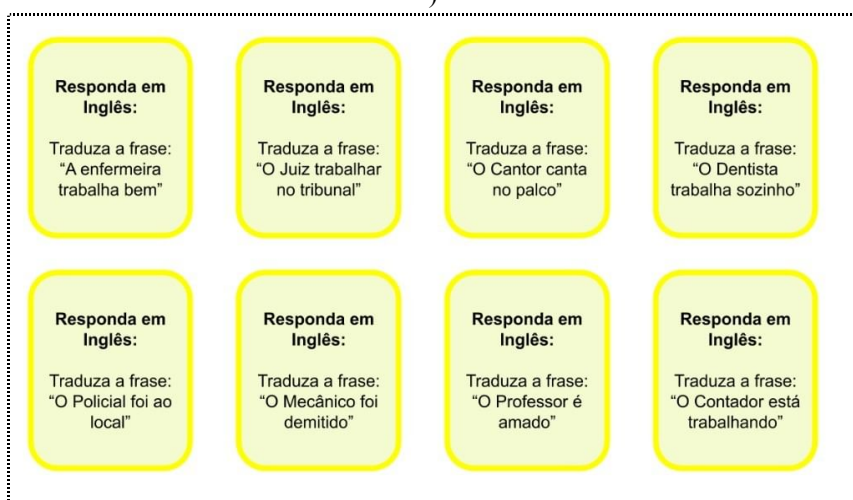 Responda em
Inglês:
Traduza a frase:
“A enfermeira
trabalha bem”
Responda em
Inglês:
Traduza a frase:
“O Juiz trabalhar
no tribunal”
Responda em
Inglês:
Traduza a frase:
“O Cantor canta
no palco”
Responda em
Inglês:
Traduza a frase:
“O Dentista
trabalha sozinho”
Responda em
Inglês:
Traduza a frase:
“O Policial foi ao
local”
Responda em
Inglês:
Traduza a frase:
“O Mecânico foi
demitido”
Responda em
Inglês:
Traduza a frase:
“O Professor é
amado”
Responda em
Inglês:
Traduza a frase:
“O Contador está
trabalhando”